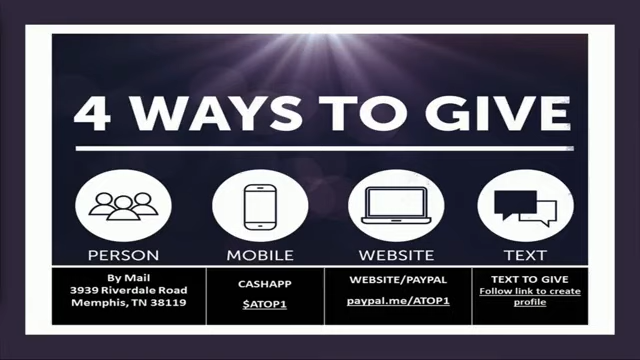 4 WAYS TO GIVE
PERSON
MOBILE
WEBSITE
TEXT
By Mail
3939 Riverdale Road
Memphis, TN 38119
CASHAPP
$ATOP1
WEBSITE/PAYPAL
paypal.me/ATOP1
TEXT TO GIVE
Follow link to create
profile